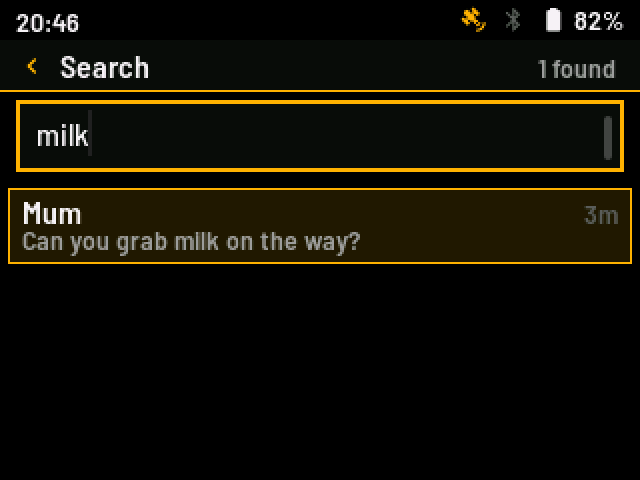 20:46 82%
Search 1 found
milk
Mum 3m
Can you grab milk on the way?